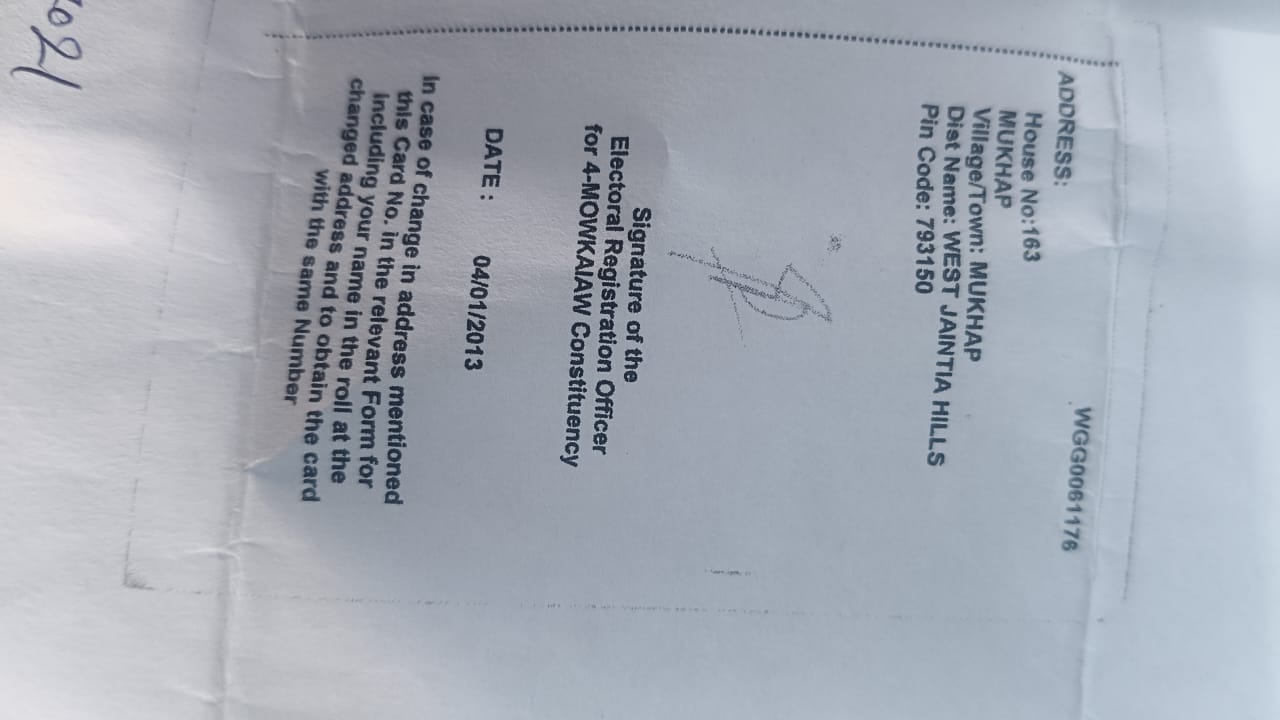 WGG0061176
ADDRESS:
House No:163
MUKHAP
Village/Town: MUKHAP
Dist Name: WEST JAINTIA HILLS
Pin Code: 793150
Signature of the
Electoral Registration Officer
for 4-MOWKAIAW Constituency
DATE : 04/01/2013
In case of change in address mentioned
this Card No. in the relevant Form for
including your name in the roll at the
changed address and to obtain the card
with the same Number